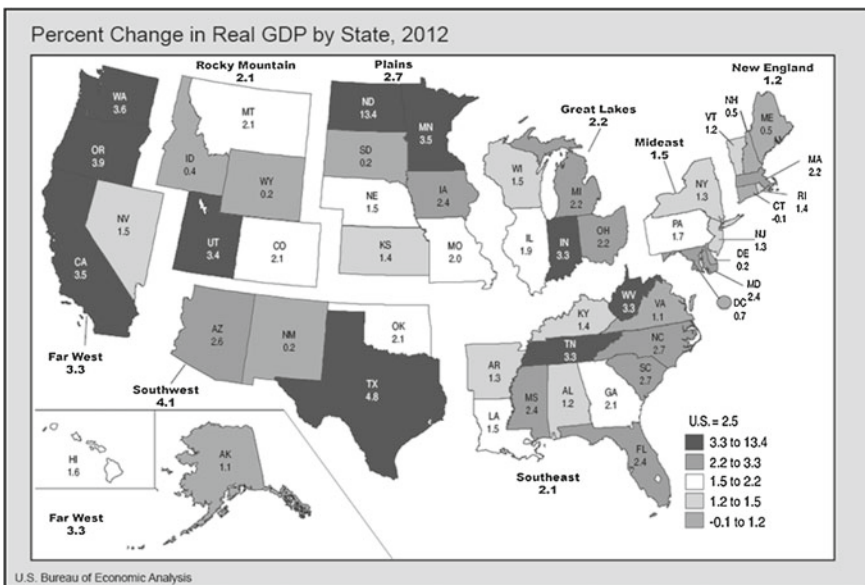 Percent Change in Real GDP by State, 2012
Rocky Mountain
2.1
Plains
2.7
New England
1.2
Great Lakes
2.2
Mideast
1.5
WA
3.6
OR
3.9
CA
3.5
NV
1.5
Far West
3.3
MT
2.1
ID
0.4
WY
0.2
UT
3.4
CO
2.1
ND
13.4
SD
0.2
MN
3.5
NE
1.5
IA
2.4
KS
1.4
MO
2.0
WI
1.5
MI
2.2
IL
1.9
IN
3.3
OH
2.2
NH
0.5
VT
1.2
ME
0.5
MA
2.2
RI
1.4
CT
-0.1
NY
1.3
PA
1.7
NJ
1.3
DE
0.2
MD
2.4
DC
0.7
AZ
2.6
NM
0.2
OK
2.1
TX
4.8
Southwest
4.1
WV
3.3
VA
1.1
KY
1.4
TN
3.3
NC
2.7
SC
2.7
AR
1.3
MS
2.4
AL
1.2
GA
2.1
LA
1.5
FL
2.4
Southeast
2.1
HI
1.6
AK
1.1
Far West
3.3
U.S. = 2.5
3.3 to 13.4
2.2 to 3.3
1.5 to 2.2
1.2 to 1.5
-0.1 to 1.2
U.S. Bureau of Economic Analysis